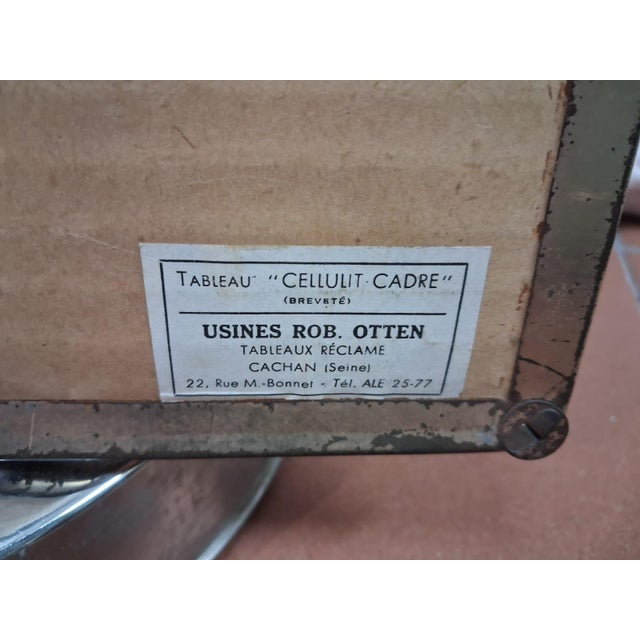 TABLEAU "CELLULIT-CADRE"
(BREVETÉ)
USINES ROB. OTTEN
TABLEAUX RÉCLAME
CACHAN (Seine)
22, Rue M.-Bonnet - Tél. ALE 25-77